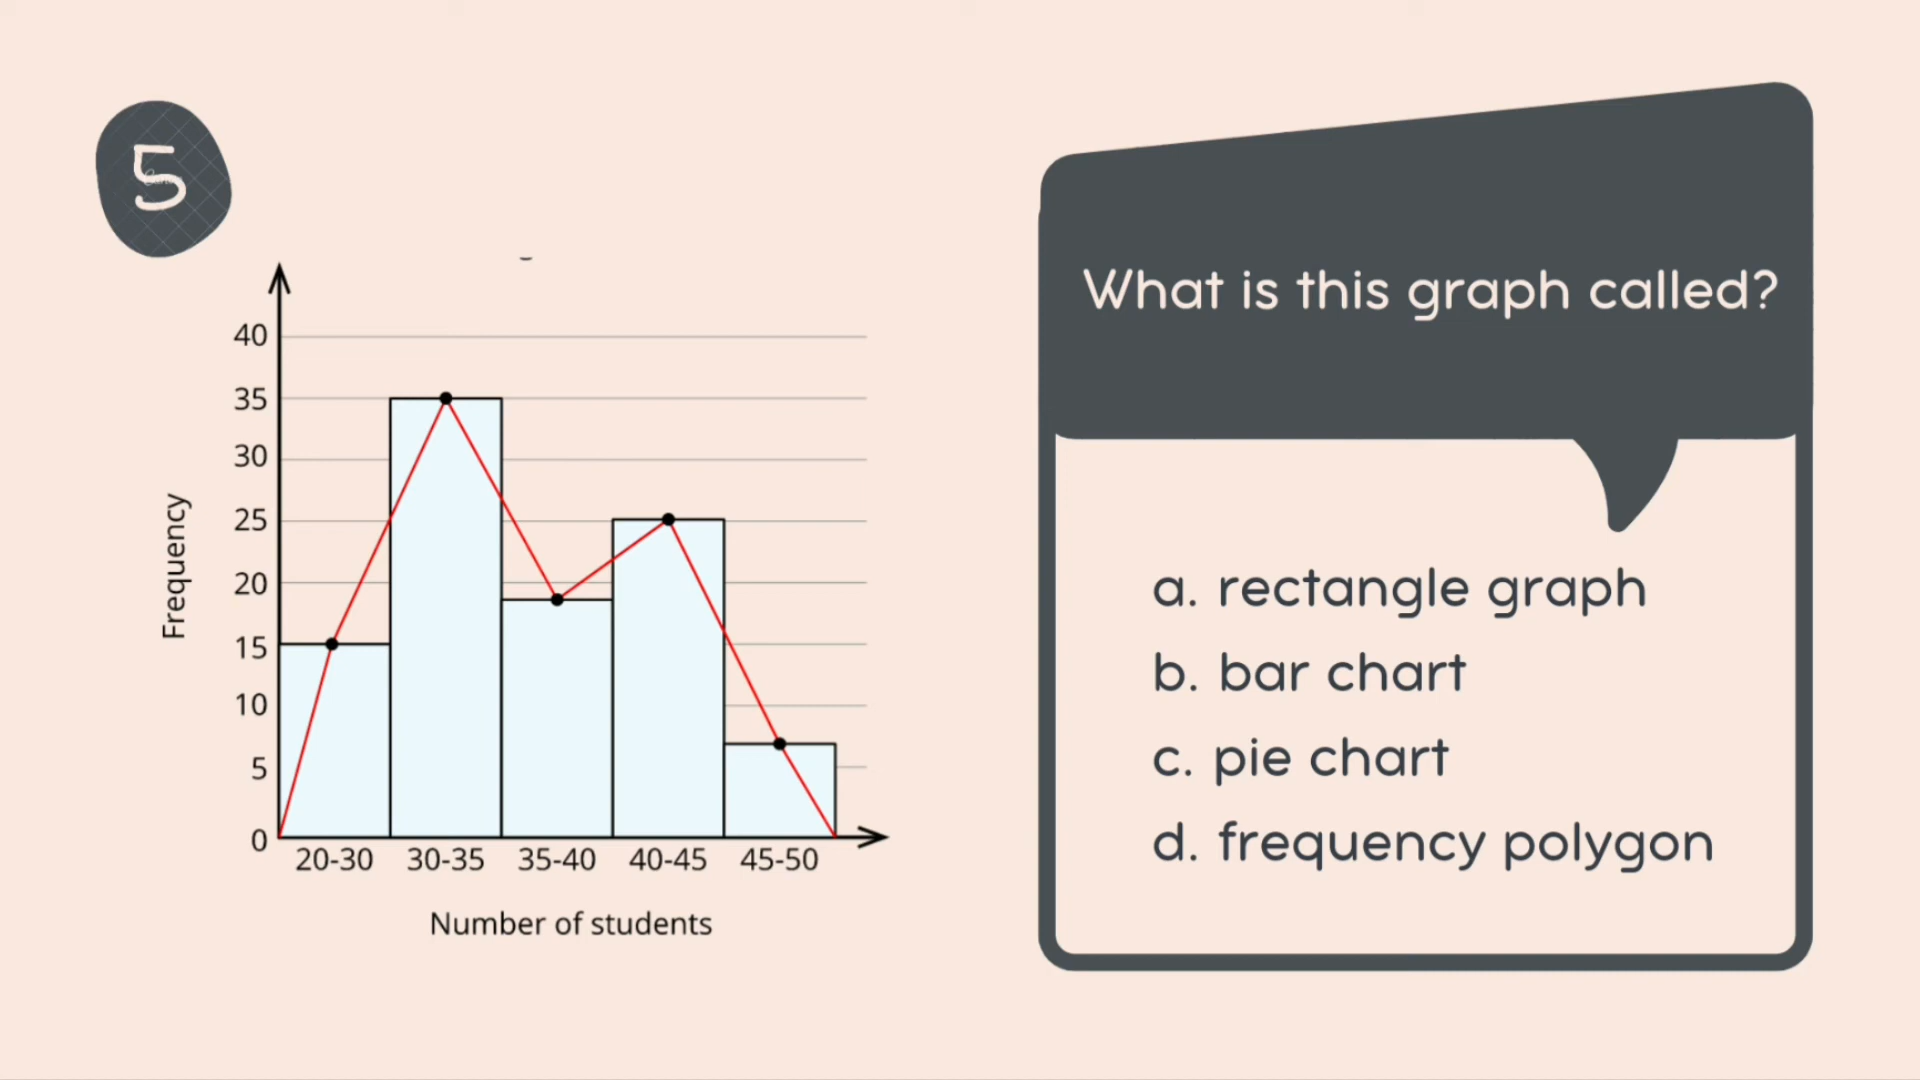 5
What is this graph called?
40
35
30
25
20
15
10
5
0
Frequency
20-30 30-35 35-40 40-45 45-50
Number of students
a. rectangle graph
b. bar chart
c. pie chart
d. frequency polygon